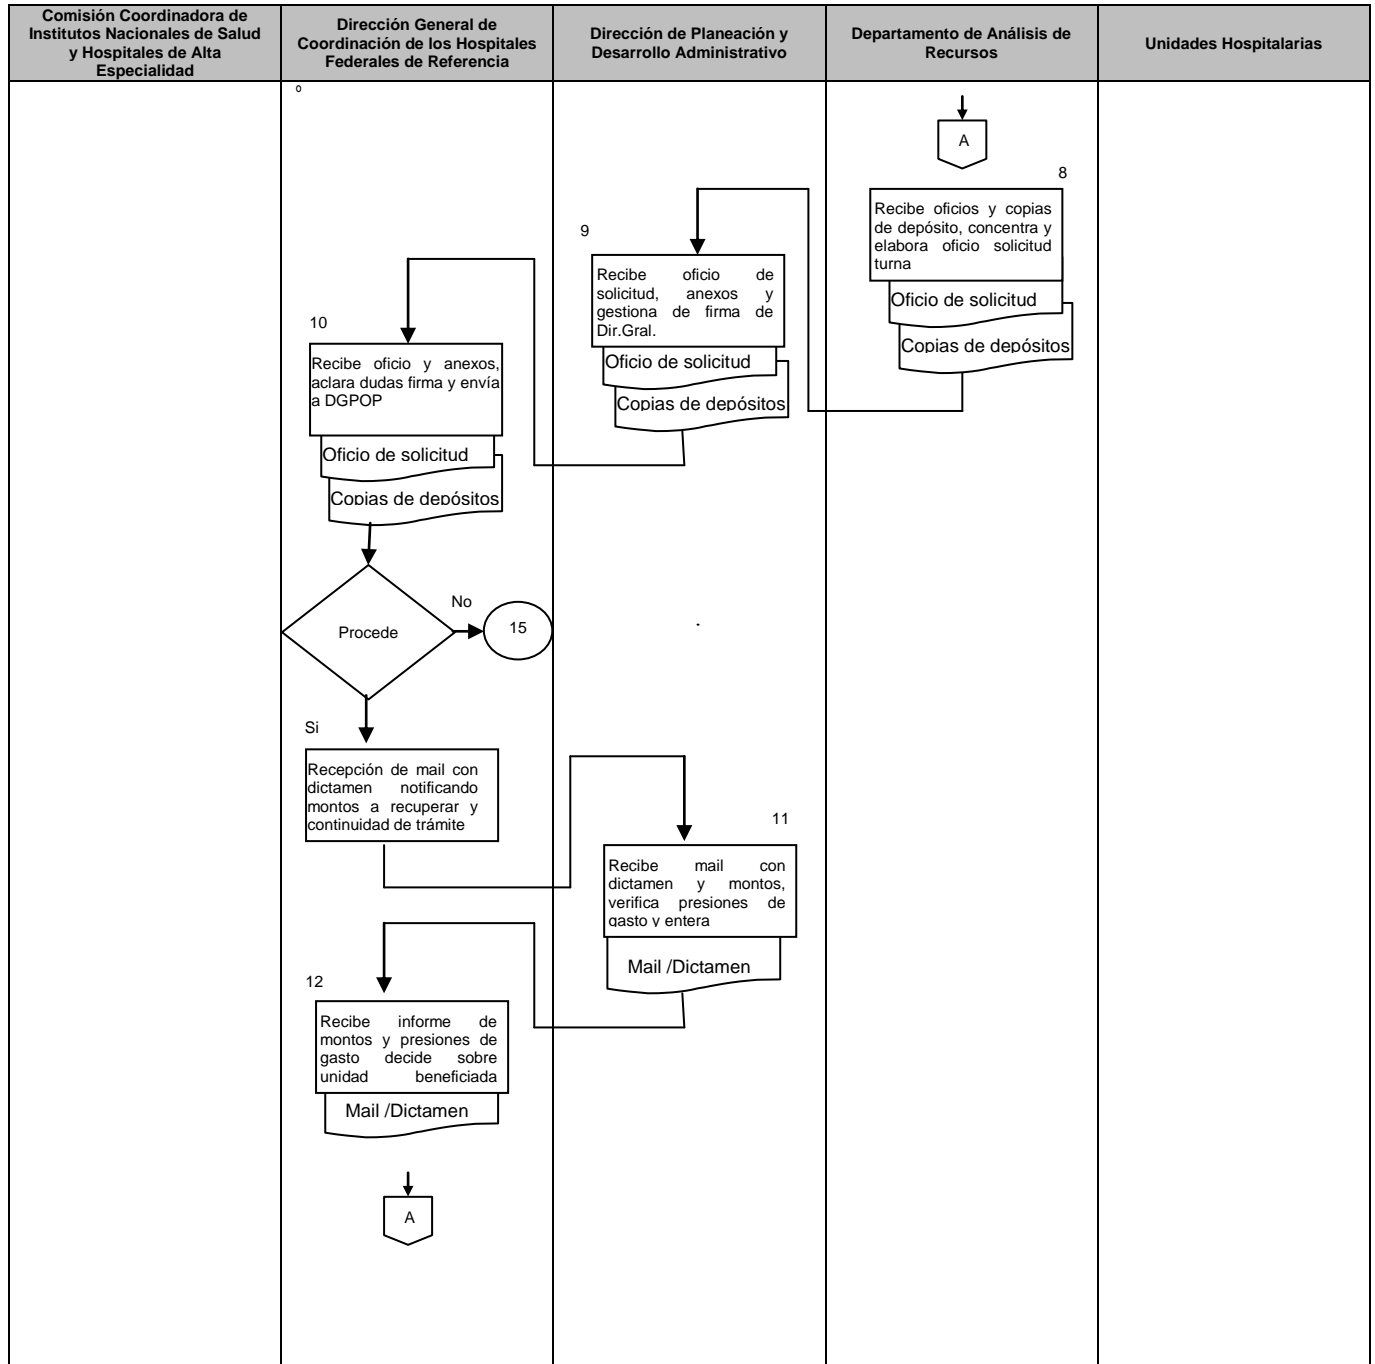 Comisión Coordinadora de
Institutos Nacionales de Salud
y Hospitales de Alta
Especialidad
Dirección General de
Coordinación de los Hospitales
Federales de Referencia
Dirección de Planeación y
Desarrollo Administrativo
Departamento de Análisis de
Recursos
Unidades Hospitalarias
º
A
8
Recibe oficios y copias
de depósito, concentra y
elabora oficio solicitud
turna
Oficio de solicitud
Copias de depósitos
9
Recibe oficio de
solicitud, anexos y
gestiona de firma de
Dir.Gral.
Oficio de solicitud
Copias de depósitos
10
Recibe oficio y anexos,
aclara dudas firma y envía
a DGPOP
Oficio de solicitud
Copias de depósitos
Procede
No
15
.
Si
Recepción de mail con
dictamen notificando
montos a recuperar y
continuidad de trámite
11
Recibe mail con
dictamen y montos,
verifica presiones de
gasto y entera
Mail /Dictamen
12
Recibe informe de
montos y presiones de
gasto decide sobre
unidad beneficiada
Mail /Dictamen
A